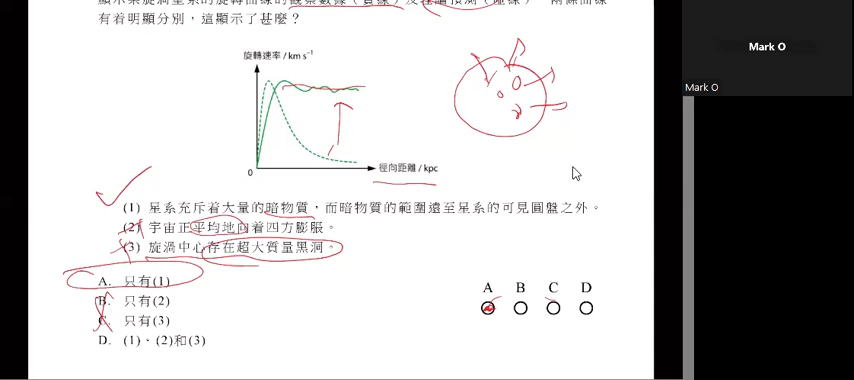 顯示某旋渦星系的旋轉曲線的觀察數據（實線）及理論預測（虛線）。兩條曲線
有着明顯分別，這顯示了甚麼？
旋轉速率 / km s⁻¹
0
徑向距離 / kpc
(1) 星系充斥着大量的暗物質，而暗物質的範圍遠至星系的可見圓盤之外。
(2) 宇宙正平均地向着四方膨脹。
(3) 旋渦中心存在超大質量黑洞。
A. 只有(1)
B. 只有(2)
C. 只有(3)
D. (1)、(2)和(3)
A B C D
Mark O
Mark O